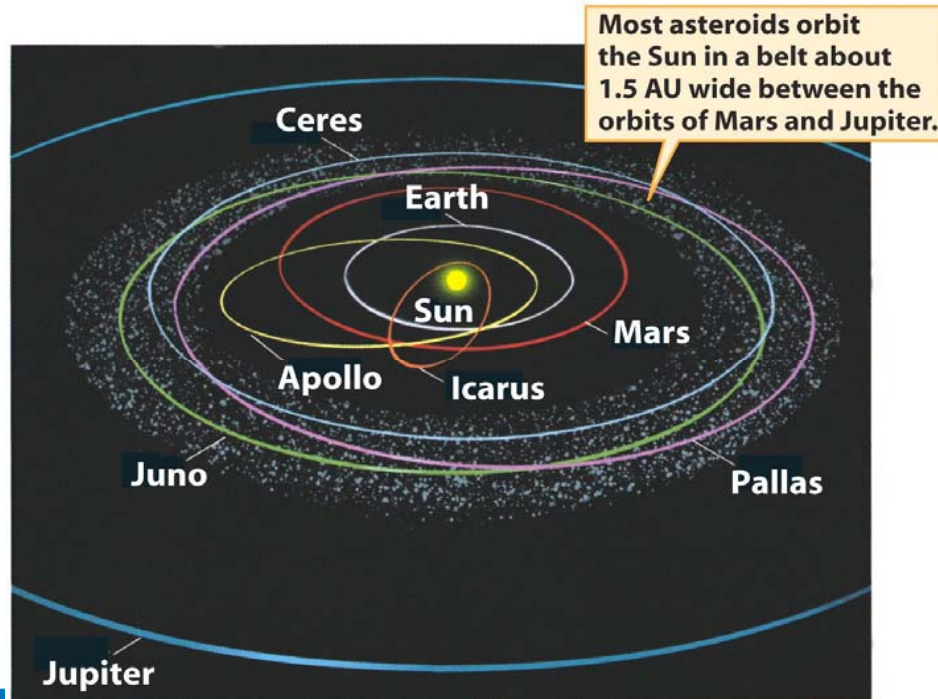 Most asteroids orbit
the Sun in a belt about
1.5 AU wide between the
orbits of Mars and Jupiter.
Ceres
Earth
Sun
Mars
Apollo
Icarus
Juno
Pallas
Jupiter